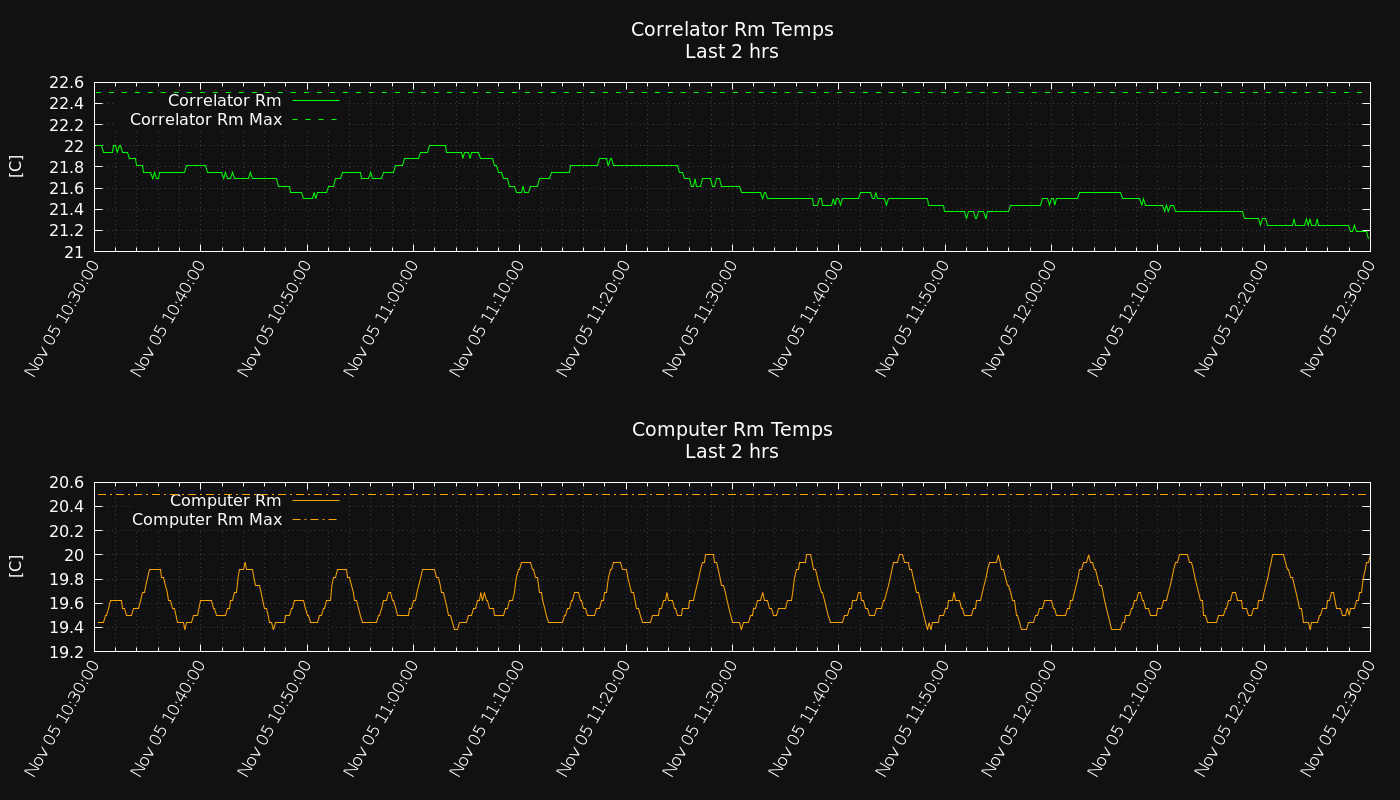 Correlator Rm Temps
Last 2 hrs
22.6
22.4
22.2
22
21.8
21.6
21.4
21.2
21
[C]
Correlator Rm
Correlator Rm Max
Nov 05 10:30:00
Nov 05 10:40:00
Nov 05 10:50:00
Nov 05 11:00:00
Nov 05 11:10:00
Nov 05 11:20:00
Nov 05 11:30:00
Nov 05 11:40:00
Nov 05 11:50:00
Nov 05 12:00:00
Nov 05 12:10:00
Nov 05 12:20:00
Nov 05 12:30:00
Computer Rm Temps
Last 2 hrs
20.6
20.4
20.2
20
19.8
19.6
19.4
19.2
[C]
Computer Rm
Computer Rm Max
Nov 05 10:30:00
Nov 05 10:40:00
Nov 05 10:50:00
Nov 05 11:00:00
Nov 05 11:10:00
Nov 05 11:20:00
Nov 05 11:30:00
Nov 05 11:40:00
Nov 05 11:50:00
Nov 05 12:00:00
Nov 05 12:10:00
Nov 05 12:20:00
Nov 05 12:30:00